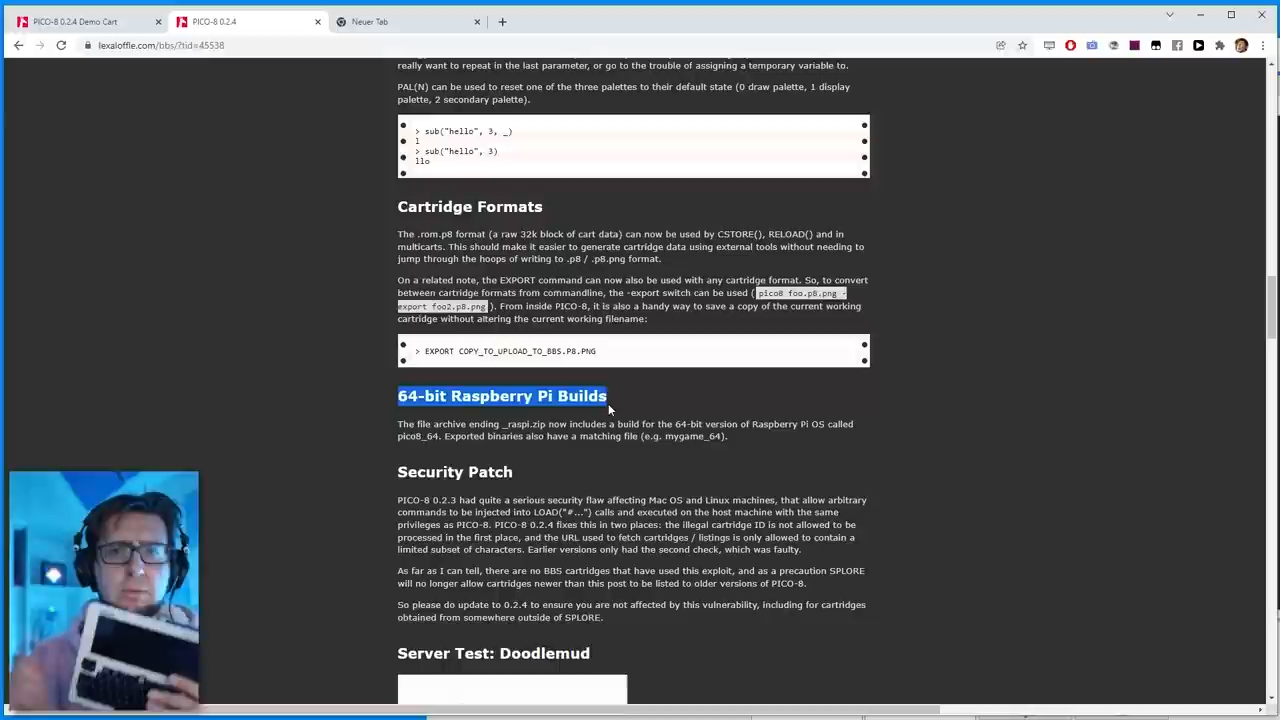 PICO-8 0.2.4 Demo Cart
PICO-8 0.2.4
Neuer Tab
lexaloffle.com/bbs/?tid=45538
really want to repeat in the last parameter, or go to the trouble of assigning a temporary variable to.
PAL(N) can be used to reset one of the three palettes to their default state (0 draw palette, 1 display
palette, 2 secondary palette).
> sub("hello", 3, _)
l
> sub("hello", 3)
llo
Cartridge Formats
The .rom.p8 format (a raw 32k block of cart data) can now be used by CSTORE(), RELOAD() and in
multicarts. This should make it easier to generate cartridge data using external tools without needing to
jump through the hoops of writing to .p8 / .p8.png format.
On a related note, the EXPORT command can now also be used with any cartridge format. So, to convert
between cartridge formats from commandline, the -export switch can be used ( pico8 foo.p8.png -
export foo2.p8.png ). From inside PICO-8, it is also a handy way to save a copy of the current working
cartridge without altering the current working filename:
> EXPORT COPY_TO_UPLOAD_TO_BBS.P8.PNG
64-bit Raspberry Pi Builds
The file archive ending _raspi.zip now includes a build for the 64-bit version of Raspberry Pi OS called
pico8_64. Exported binaries also have a matching file (e.g. mygame_64).
Security Patch
PICO-8 0.2.3 had quite a serious security flaw affecting Mac OS and Linux machines, that allow arbitrary
commands to be injected into LOAD("#...") calls and executed on the host machine with the same
privileges as PICO-8. PICO-8 0.2.4 fixes this in two places: the illegal cartridge ID is not allowed to be
processed in the first place, and the URL used to fetch cartridges / listings is only allowed to contain a
limited subset of characters. Earlier versions only had the second check, which was faulty.
As far as I can tell, there are no BBS cartridges that have used this exploit, and as a precaution SPLORE
will no longer allow cartridges newer than this post to be listed to older versions of PICO-8.
So please do update to 0.2.4 to ensure you are not affected by this vulnerability, including for cartridges
obtained from somewhere outside of SPLORE.
Server Test: Doodlemud